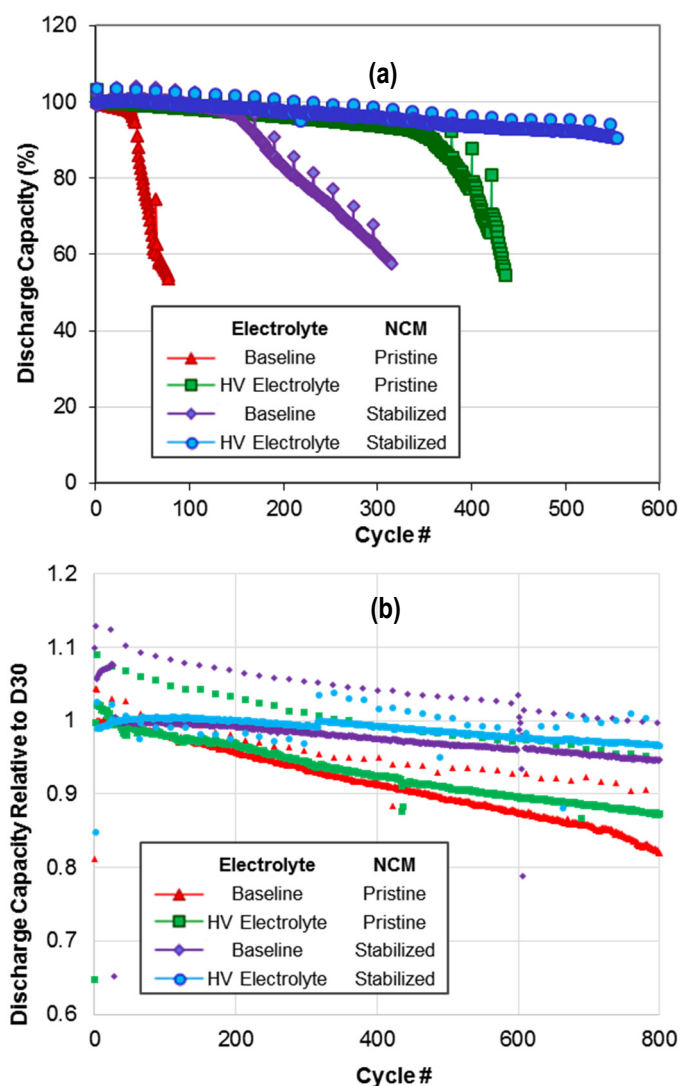 120
(a)
100
80
60
40
20
0
Discharge Capacity (%)
Electrolyte NCM
Baseline Pristine
HV Electrolyte Pristine
Baseline Stabilized
HV Electrolyte Stabilized
0 100 200 300 400 500 600
Cycle #
1.2
(b)
1.1
1
0.9
0.8
0.7
0.6
Discharge Capacity Relative to D30
Electrolyte NCM
Baseline Pristine
HV Electrolyte Pristine
Baseline Stabilized
HV Electrolyte Stabilized
0 200 400 600 800
Cycle #